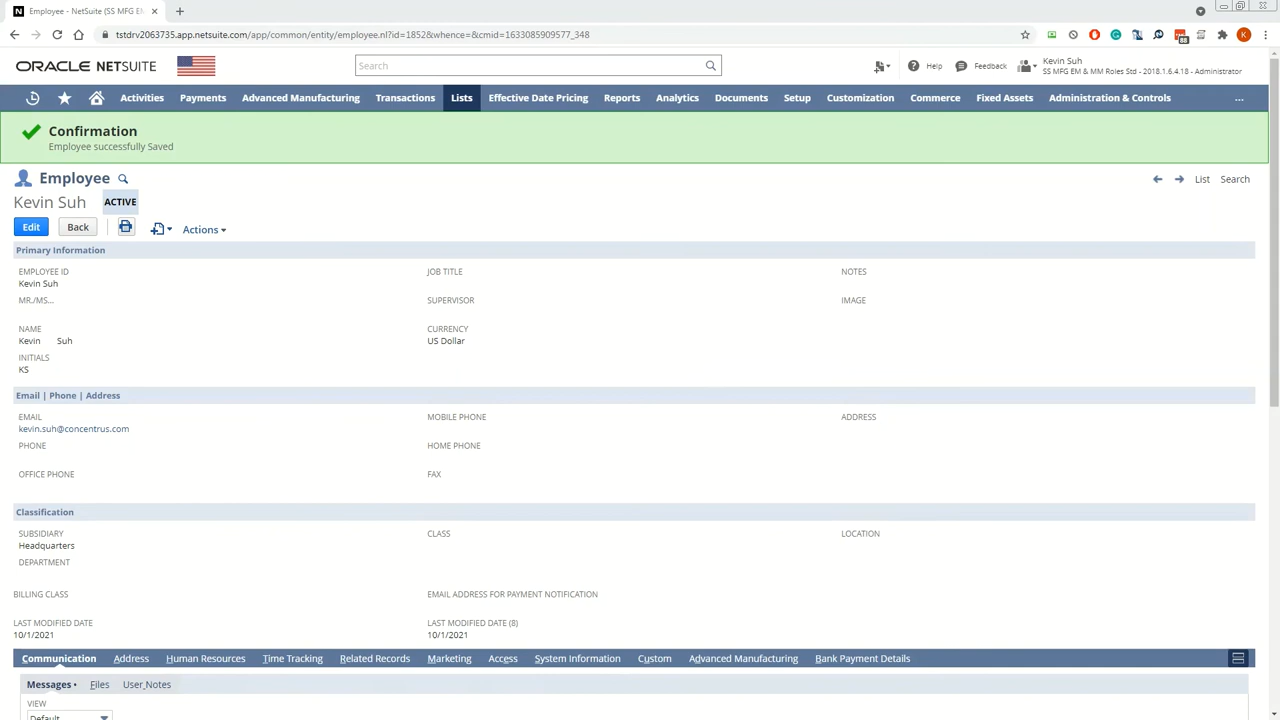 Employee - NetSuite (SS MFG EM
tstdrv2063735.app.netsuite.com/app/common/entity/employee.nl?id=1852&whence=&cmid=1633085909577_348
88
K
ORACLE NETSUITE
Search
Help
Feedback
Kevin Suh
SS MFG EM & MM Roles Std - 2018.1.6.4.18 - Administrator
Activities Payments Advanced Manufacturing Transactions Lists Effective Date Pricing Reports Analytics Documents Setup Customization Commerce Fixed Assets Administration & Controls ...
Confirmation
Employee successfully Saved
Employee
List Search
Kevin Suh ACTIVE
Edit Back Actions
Primary Information
EMPLOYEE ID JOB TITLE NOTES
Kevin Suh
MR./MS... SUPERVISOR IMAGE
NAME CURRENCY
Kevin Suh US Dollar
INITIALS
KS
Email | Phone | Address
EMAIL MOBILE PHONE ADDRESS
kevin.suh@concentrus.com
PHONE HOME PHONE
OFFICE PHONE FAX
Classification
SUBSIDIARY CLASS LOCATION
Headquarters
DEPARTMENT
BILLING CLASS EMAIL ADDRESS FOR PAYMENT NOTIFICATION
LAST MODIFIED DATE LAST MODIFIED DATE (8)
10/1/2021 10/1/2021
Communication Address Human Resources Time Tracking Related Records Marketing Access System Information Custom Advanced Manufacturing Bank Payment Details
Messages • Files User Notes
VIEW
Default